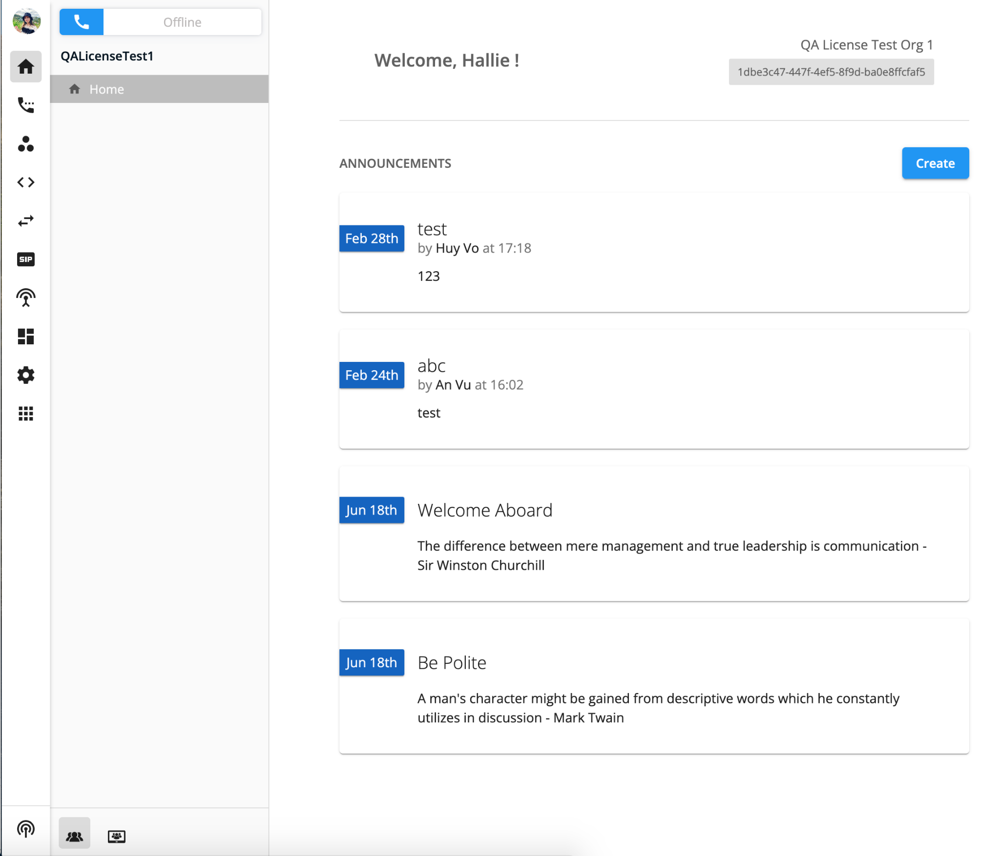 Offline
QALicenseTest1
Home
SIP
Welcome, Hallie !
QA License Test Org 1
1dbe3c47-447f-4ef5-8f9d-ba0e8ffcfaf5
ANNOUNCEMENTS
Create
Feb 28th
test
by Huy Vo at 17:18
123
Feb 24th
abc
by An Vu at 16:02
test
Jun 18th
Welcome Aboard
The difference between mere management and true leadership is communication -
Sir Winston Churchill
Jun 18th
Be Polite
A man's character might be gained from descriptive words which he constantly
utilizes in discussion - Mark Twain